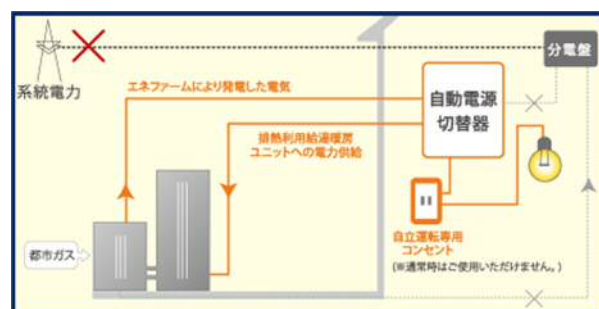 系統電力
分電盤
エネファームにより発電した電気
自動電源
切替器
排熱利用給湯暖房
ユニットへの電力供給
都市ガス
自立運転専用
コンセント
(※通常時はご使用いただけません。)